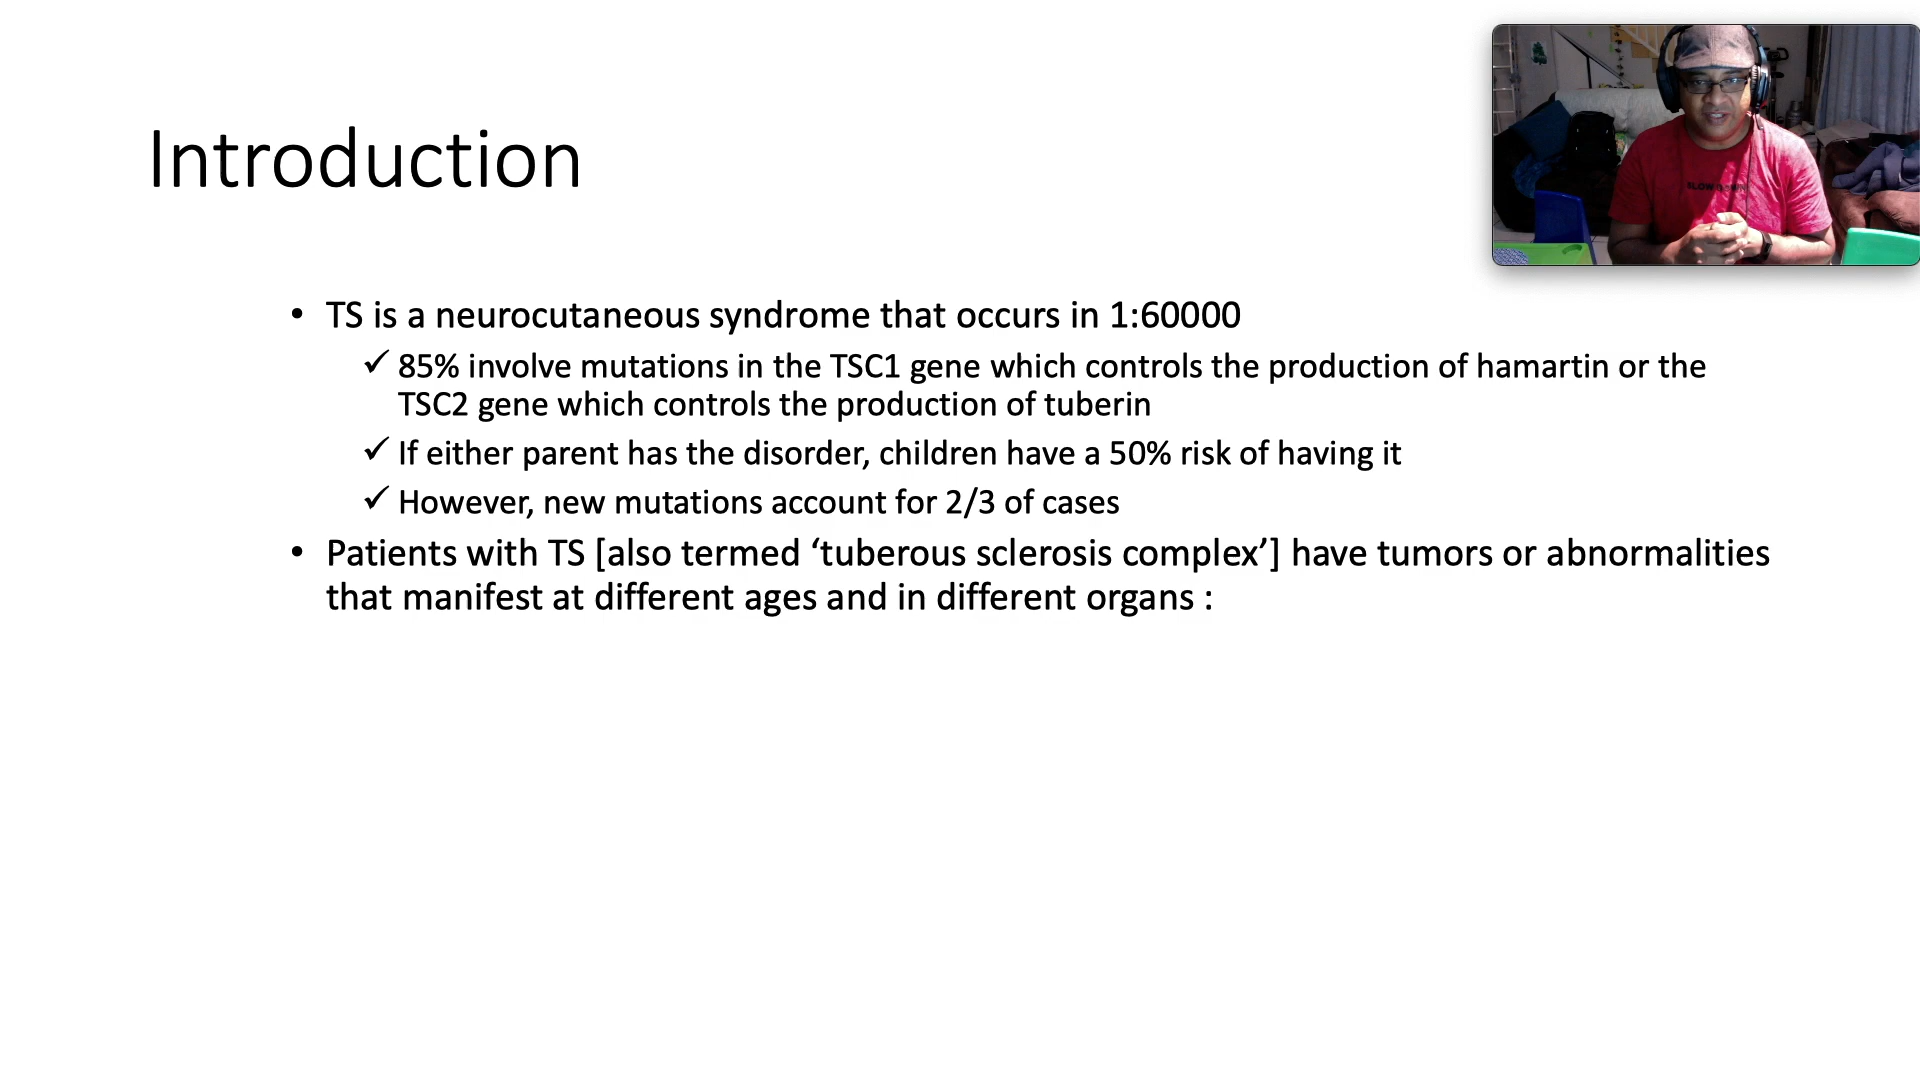 Introduction
• TS is a neurocutaneous syndrome that occurs in 1:60000
✓ 85% involve mutations in the TSC1 gene which controls the production of hamartin or the
TSC2 gene which controls the production of tuberin
✓ If either parent has the disorder, children have a 50% risk of having it
✓ However, new mutations account for 2/3 of cases
• Patients with TS [also termed ‘tuberous sclerosis complex’] have tumors or abnormalities
that manifest at different ages and in different organs :
SLOW DOWN